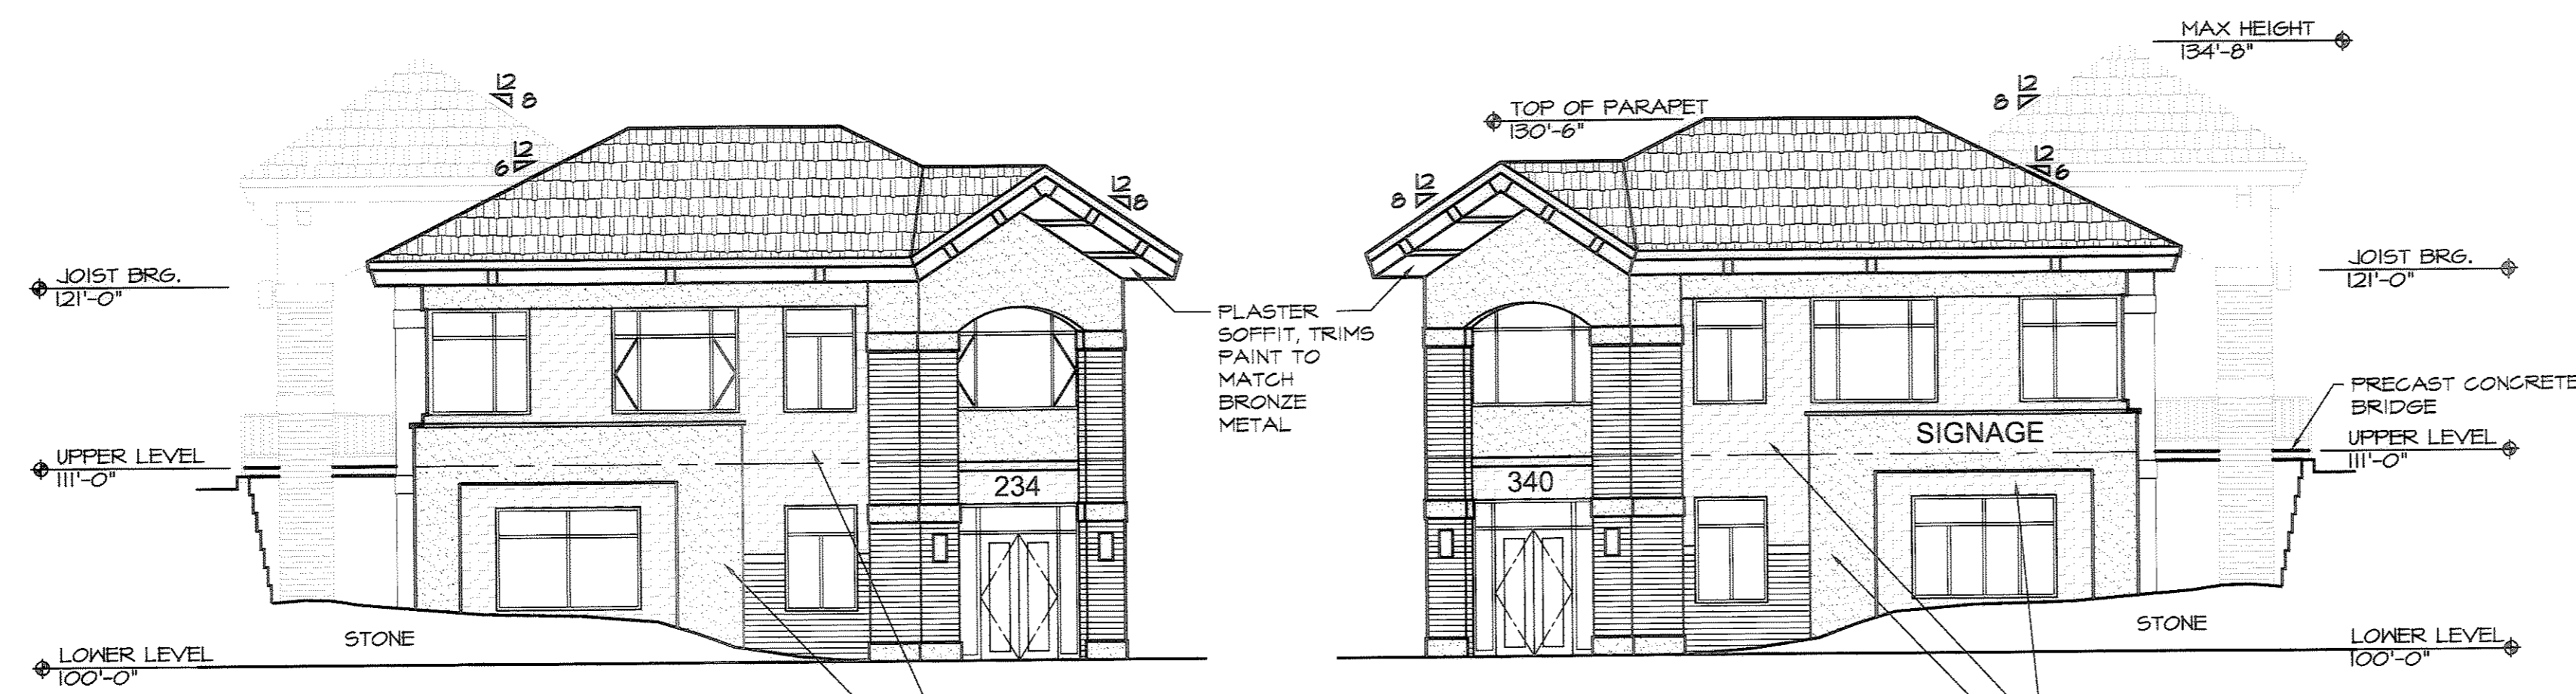 MAX HEIGHT
134'-8"
12
8
12
8
TOP OF PARAPET
130'-6"
12
6
12
6
12
8
12
8
JOIST BRG.
121'-0"
JOIST BRG.
121'-0"
PLASTER
SOFFIT, TRIMS
PAINT TO
MATCH
BRONZE
METAL
PRECAST CONCRETE
BRIDGE
SIGNAGE
UPPER LEVEL
111'-0"
UPPER LEVEL
111'-0"
234
340
STONE
STONE
LOWER LEVEL
100'-0"
LOWER LEVEL
100'-0"